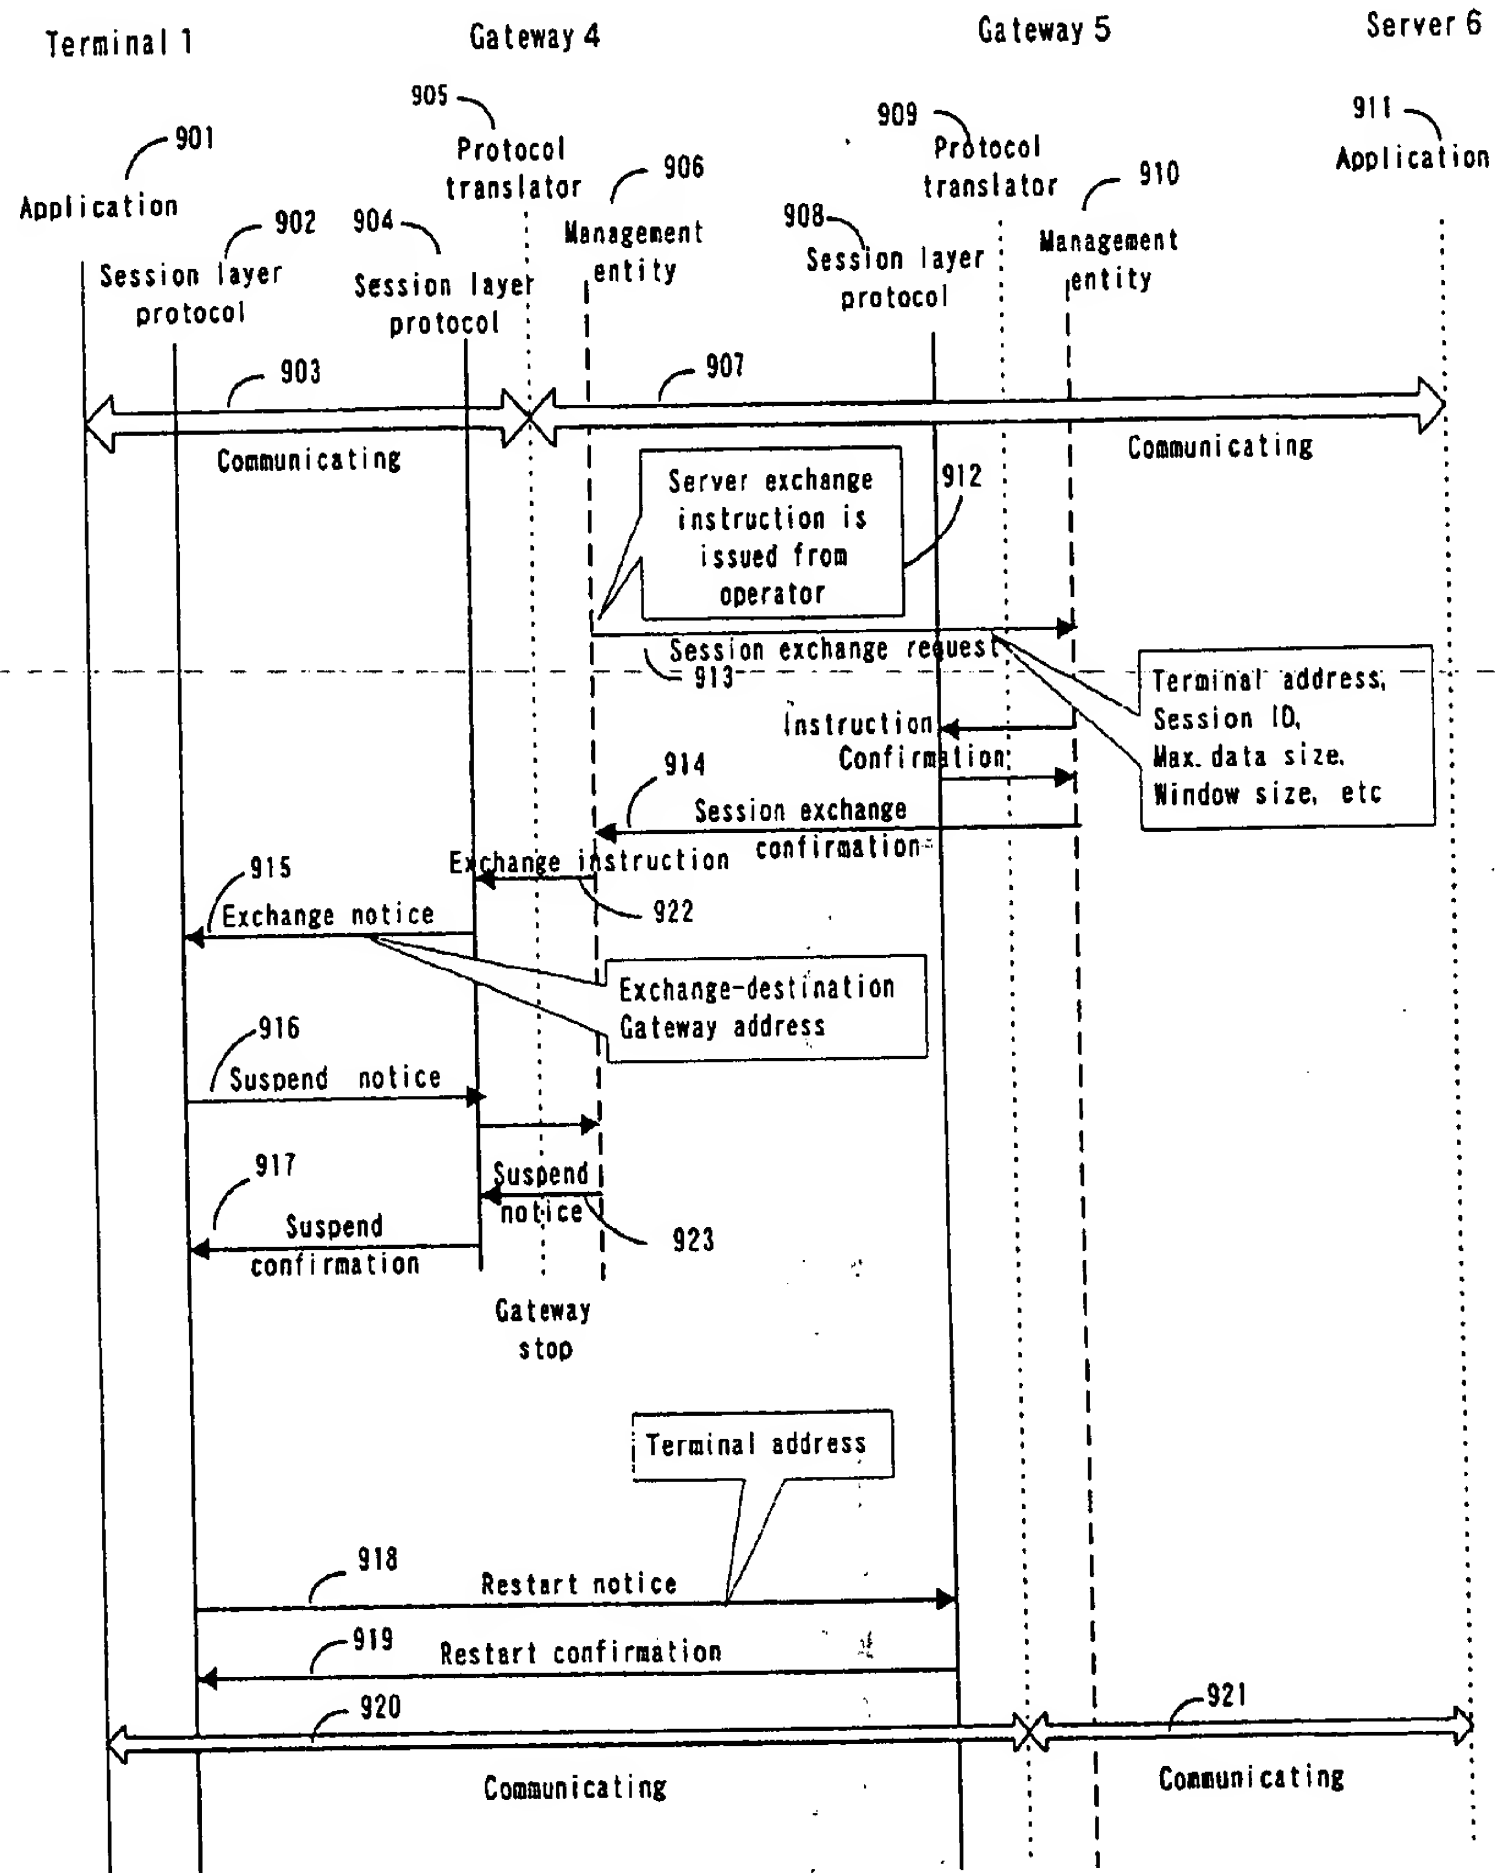 Terminal 1
Gateway 4
Gateway 5
Server 6
905
909
911
901
Protocol
translator
906
Protocol
translator
910
Application
Application
902
904
Management
entity
908
Management
entity
Session layer
protocol
Session layer
protocol
Session layer
protocol
903
907
Communicating
Communicating
Server exchange
instruction is
issued from
operator
912
Session exchange request
913
Terminal address,
Session ID,
Max. data size,
Window size, etc
Instruction
Confirmation
914
Session exchange
confirmation
Exchange instruction
915
922
Exchange notice
Exchange-destination
Gateway address
916
Suspend notice
917
Suspend
notice
923
Suspend
confirmation
Gateway
stop
Terminal address
918
Restart notice
919
Restart confirmation
920
921
Communicating
Communicating